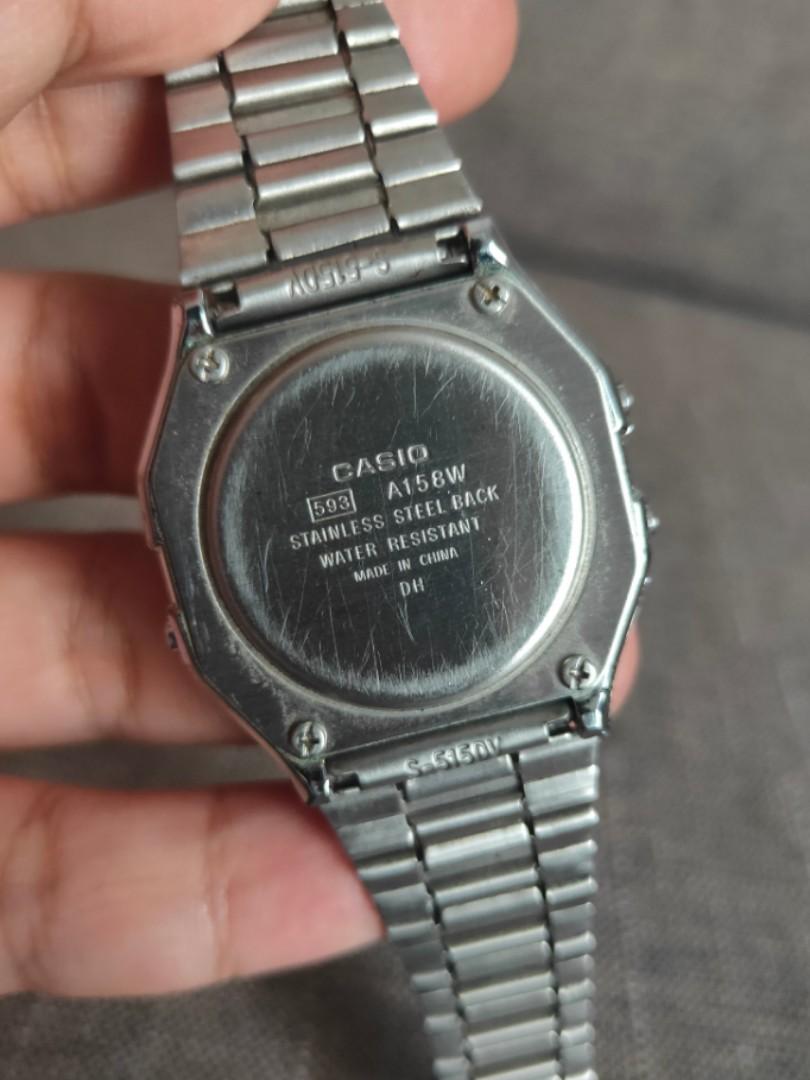 S-5150V
CASIO
593 A158W
STAINLESS STEEL BACK
WATER RESISTANT
MADE IN CHINA
DH
S-5150V